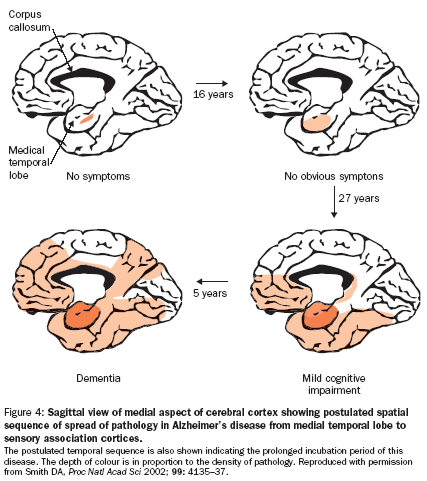 Corpus
callosum
16 years
Medical
temporal
lobe
No symptoms
No obvious symptons
27 years
5 years
Dementia
Mild cognitive
impairment
Figure 4: Sagittal view of medial aspect of cerebral cortex showing postulated spatial
sequence of spread of pathology in Alzheimer's disease from medial temporal lobe to
sensory association cortices.
The postulated temporal sequence is also shown indicating the prolonged incubation period of this
disease. The depth of colour is in proportion to the density of pathology. Reproduced with permission
from Smith DA, Proc Natl Acad Sci 2002; 99: 4135–37.